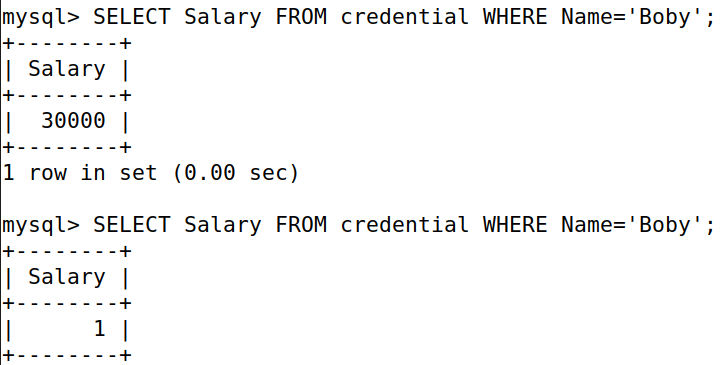 mysql> SELECT Salary FROM credential WHERE Name='Boby';
+--------+
| Salary |
+--------+
|  30000 |
+--------+
1 row in set (0.00 sec)

mysql> SELECT Salary FROM credential WHERE Name='Boby';
+--------+
| Salary |
+--------+
|      1 |
+--------+